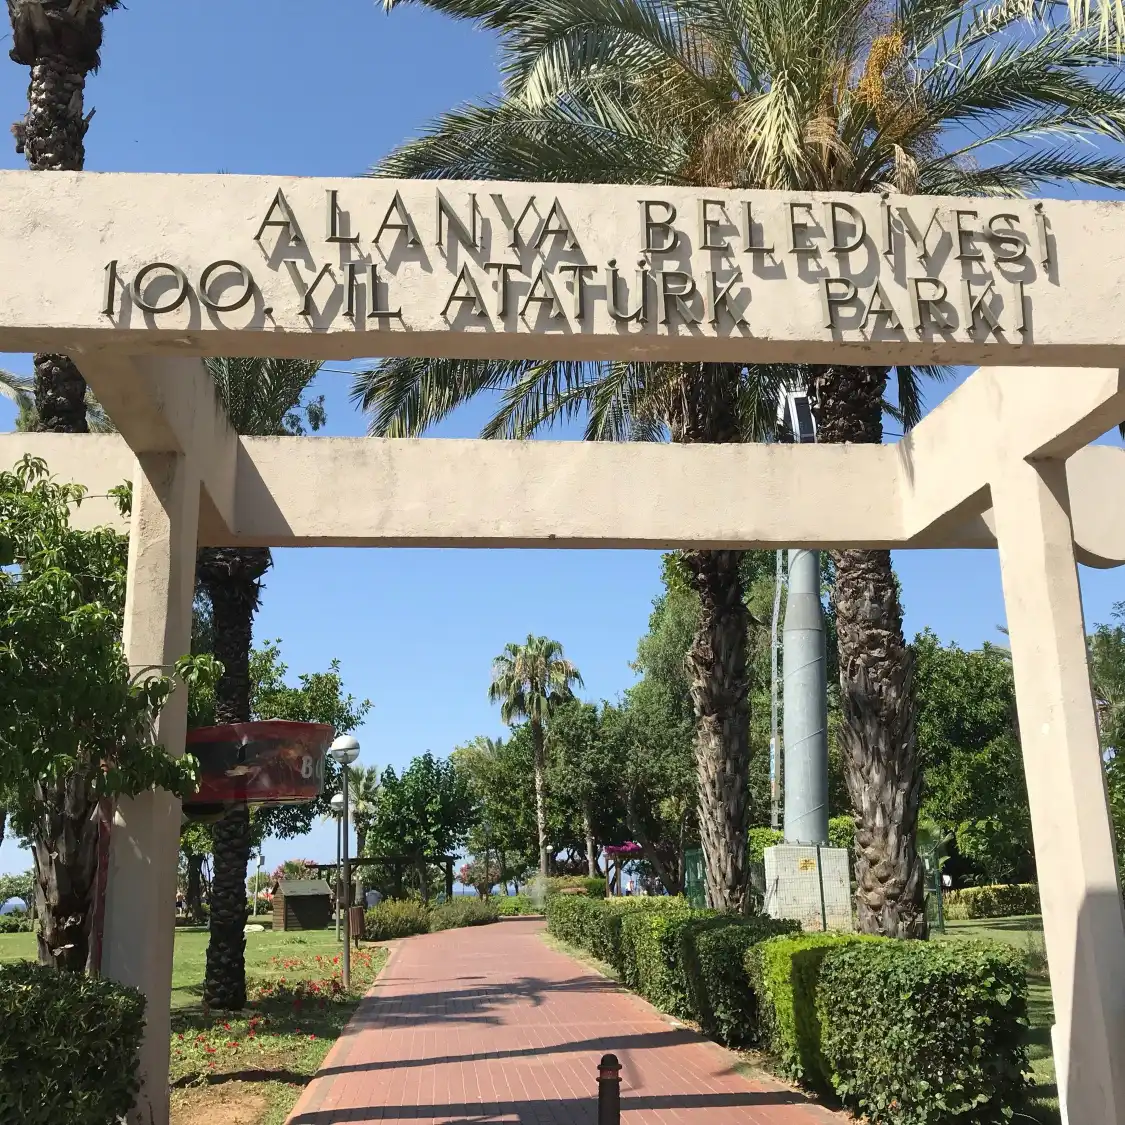 ALANYA BELEDİYESİ
100.YIL ATATÜRK PARKI